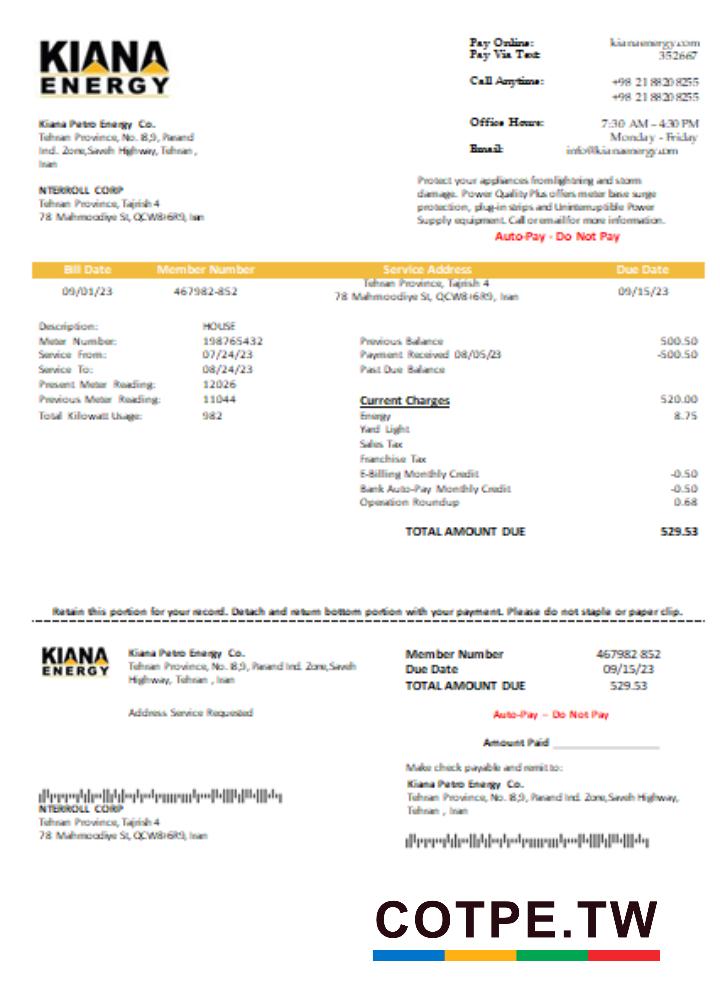 KIANA
ENERGY
Pay Online: kianaenergy.com
Pay Via Text: 352667
Call Anytime: +98 21 8820 8255
+98 21 8820 8255
Office Hours: 7:30 AM – 4:30 PM
Monday - Friday
Email: info@kianaenergy.com
Kiana Petro Energy Co.
Tehran Province, No. I8,9, Parand
Ind. Zone,Saveh Highway, Tehran ,
Iran
NTERROLL CORP
Tehran Province, Tajrish 4
78 Mahmoodiye St, QCW8+6R9, Iran
Protect your appliances from lightning and storm
damage. Power Quality Plus offers meter base surge
protection, plug-in strips and Uninterruptible Power
Supply equipment. Call or email for more information.
Auto-Pay - Do Not Pay
Bill Date Member Number Service Address Due Date
09/01/23 467982-852 Tehran Province, Tajrish 4 09/15/23
78 Mahmoodiye St, QCW8+6R9, Iran
Description: HOUSE
Meter Number: 198765432
Service From: 07/24/23
Service To: 08/24/23
Present Meter Reading: 12026
Previous Meter Reading: 11044
Total Kilowatt Usage: 982
Previous Balance 500.50
Payment Received 08/05/23 -500.50
Past Due Balance
Current Charges 520.00
Energy 8.75
Yard Light
Sales Tax
Franchise Tax
E-Billing Monthly Credit -0.50
Bank Auto-Pay Monthly Credit -0.50
Operation Roundup 0.68
TOTAL AMOUNT DUE 529.53
Retain this portion for your record. Detach and return bottom portion with your payment. Please do not staple or paper clip.
KIANA
ENERGY
Kiana Petro Energy Co.
Tehran Province, No. I8,9, Parand Ind. Zone,Saveh
Highway, Tehran , Iran
Address Service Requested
Member Number 467982 852
Due Date 09/15/23
TOTAL AMOUNT DUE 529.53
Auto-Pay – Do Not Pay
Amount Paid
Make check payable and remit to:
Kiana Petro Energy Co.
Tehran Province, No. I8,9, Parand Ind. Zone,Saveh Highway,
Tehran , Iran
NTERROLL CORP
Tehran Province, Tajrish 4
78 Mahmoodiye St, QCW8+6R9, Iran
COTPE.TW